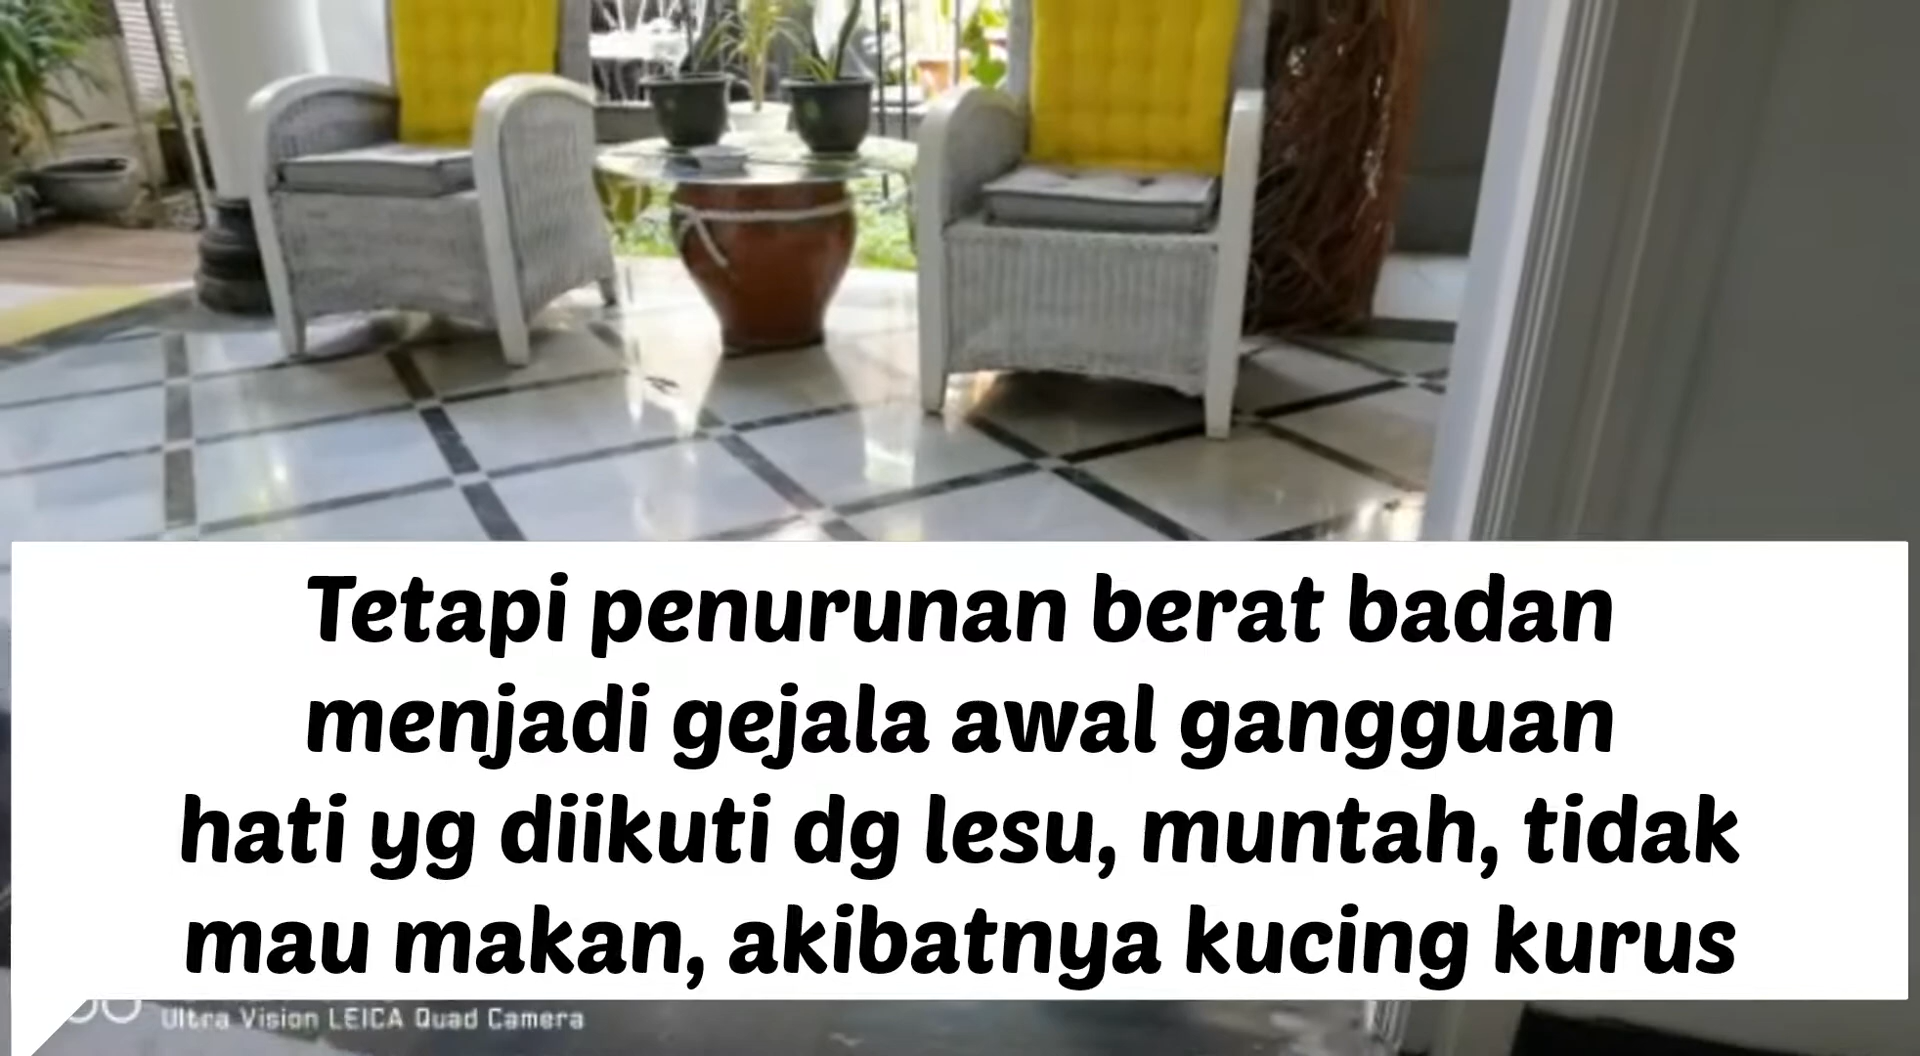 Tetapi penurunan berat badan
menjadi gejala awal gangguan
hati yg diikuti dg lesu, muntah, tidak
mau makan, akibatnya kucing kurus
Ultra Vision LEICA Quad Camera